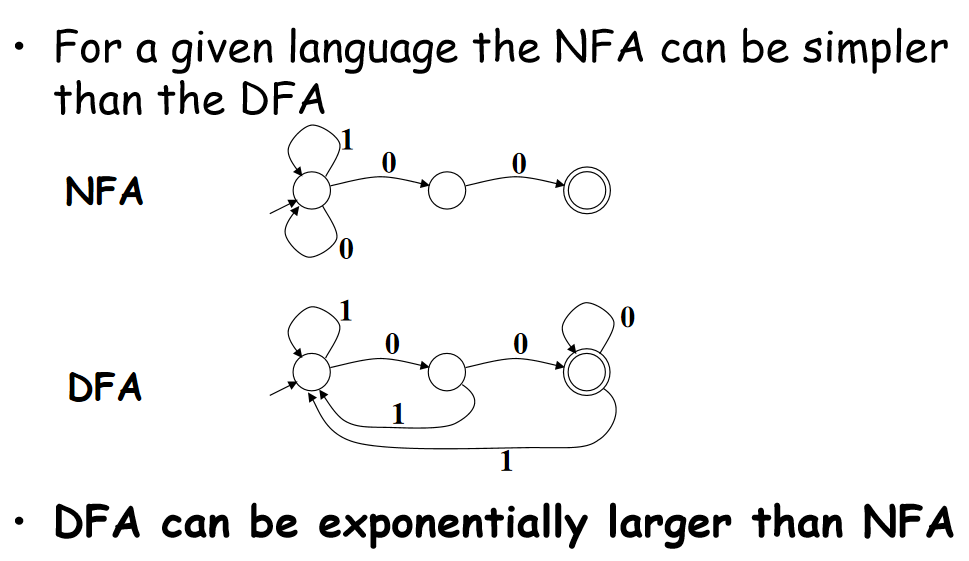 • For a given language the NFA can be simpler
than the DFA
1
0
0
NFA
0
1
0
0
0
DFA
1
1
• DFA can be exponentially larger than NFA